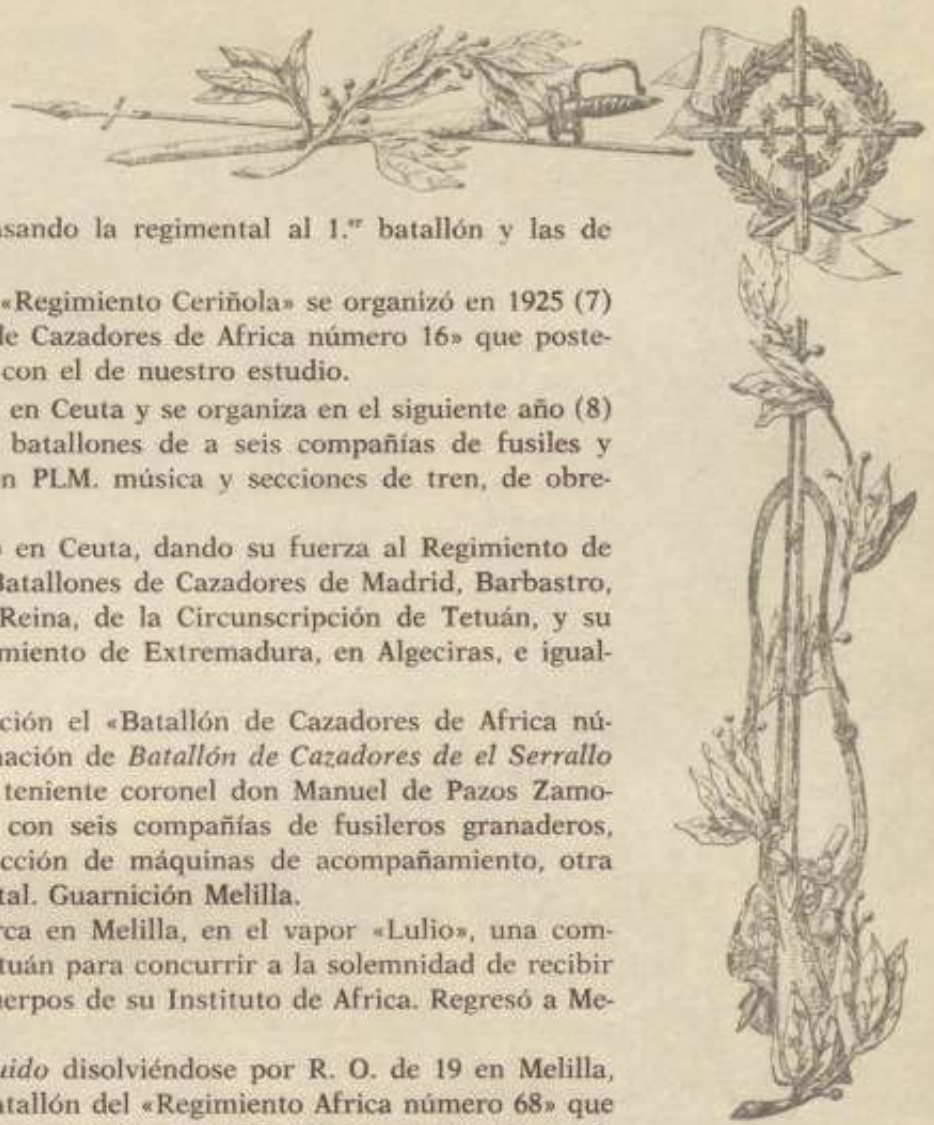 asando la regimental al 1.er batallón y las de
«Regimiento Ceriñola» se organizó en 1925 (7)
de Cazadores de Africa número 16» que poste-
con el de nuestro estudio.
en Ceuta y se organiza en el siguiente año (8)
batallones de a seis compañías de fusiles y
n PLM. música y secciones de tren, de obre-
en Ceuta, dando su fuerza al Regimiento de
Batallones de Cazadores de Madrid, Barbastro,
Reina, de la Circunscripción de Tetuán, y su
miento de Extremadura, en Algeciras, e igual-
ción el «Batallón de Cazadores de Africa nú-
nación de Batallón de Cazadores de el Serrallo
teniente coronel don Manuel de Pazos Zamo-
con seis compañías de fusileros granaderos,
cción de máquinas de acompañamiento, otra
tal. Guarnición Melilla.
rca en Melilla, en el vapor «Lulio», una com-
tuán para concurrir a la solemnidad de recibir
uerpos de su Instituto de Africa. Regresó a Me-
uido disolviéndose por R. O. de 19 en Melilla,
atallón del «Regimiento Africa número 68» que